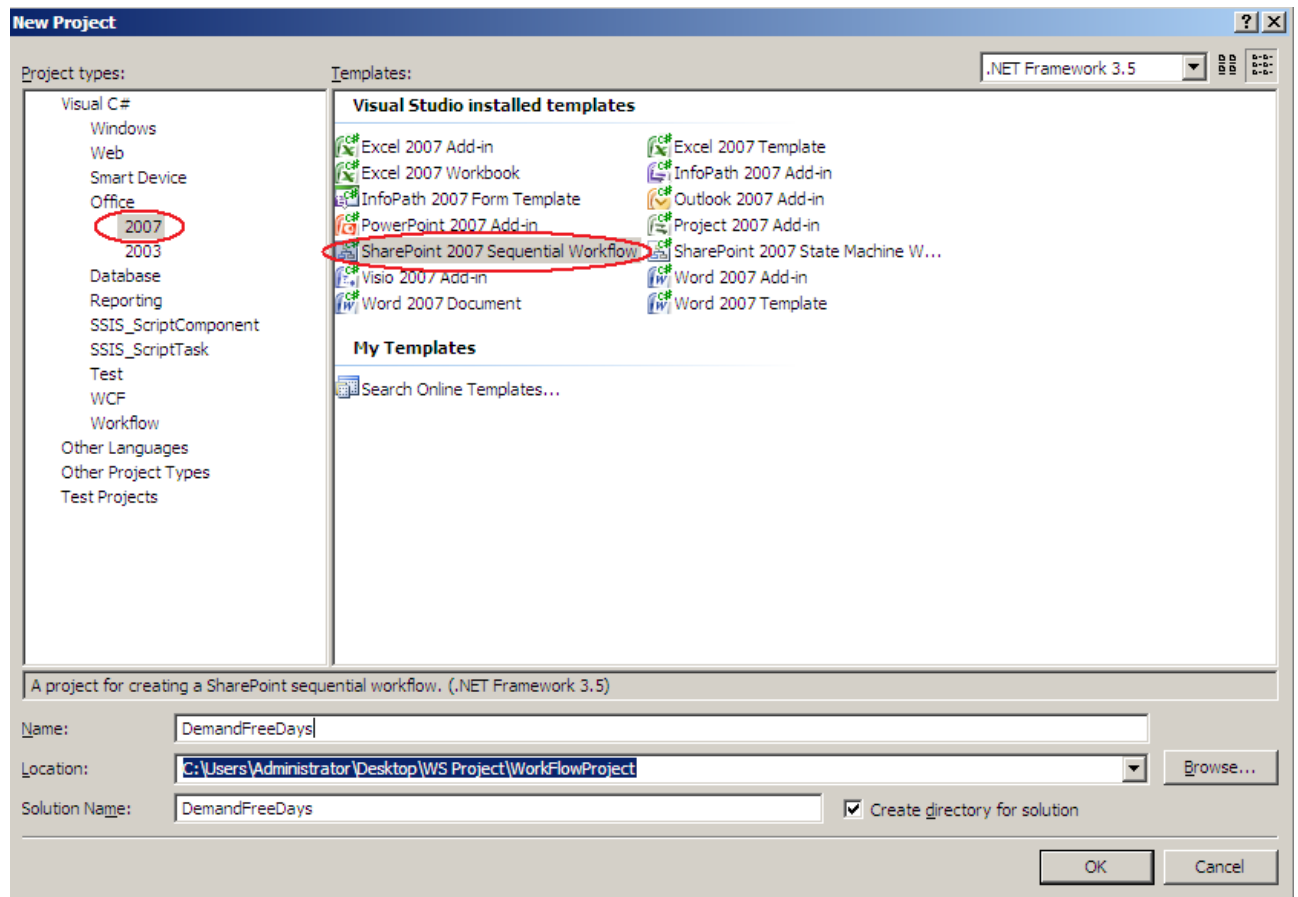 New Project
Project types:
Templates:
.NET Framework 3.5
Visual C#
Windows
Web
Smart Device
Office
2007
2003
Database
Reporting
SSIS_ScriptComponent
SSIS_ScriptTask
Test
WCF
Workflow
Other Languages
Other Project Types
Test Projects
Visual Studio installed templates
Excel 2007 Add-in
Excel 2007 Template
Excel 2007 Workbook
InfoPath 2007 Add-in
InfoPath 2007 Form Template
Outlook 2007 Add-in
PowerPoint 2007 Add-in
Project 2007 Add-in
SharePoint 2007 Sequential Workflow
SharePoint 2007 State Machine W...
Visio 2007 Add-in
Word 2007 Add-in
Word 2007 Document
Word 2007 Template
My Templates
Search Online Templates...
A project for creating a SharePoint sequential workflow. (.NET Framework 3.5)
Name:
DemandFreeDays
Location:
C:\Users\Administrator\Desktop\WS Project\WorkFlowProject
Browse...
Solution Name:
DemandFreeDays
Create directory for solution
OK
Cancel